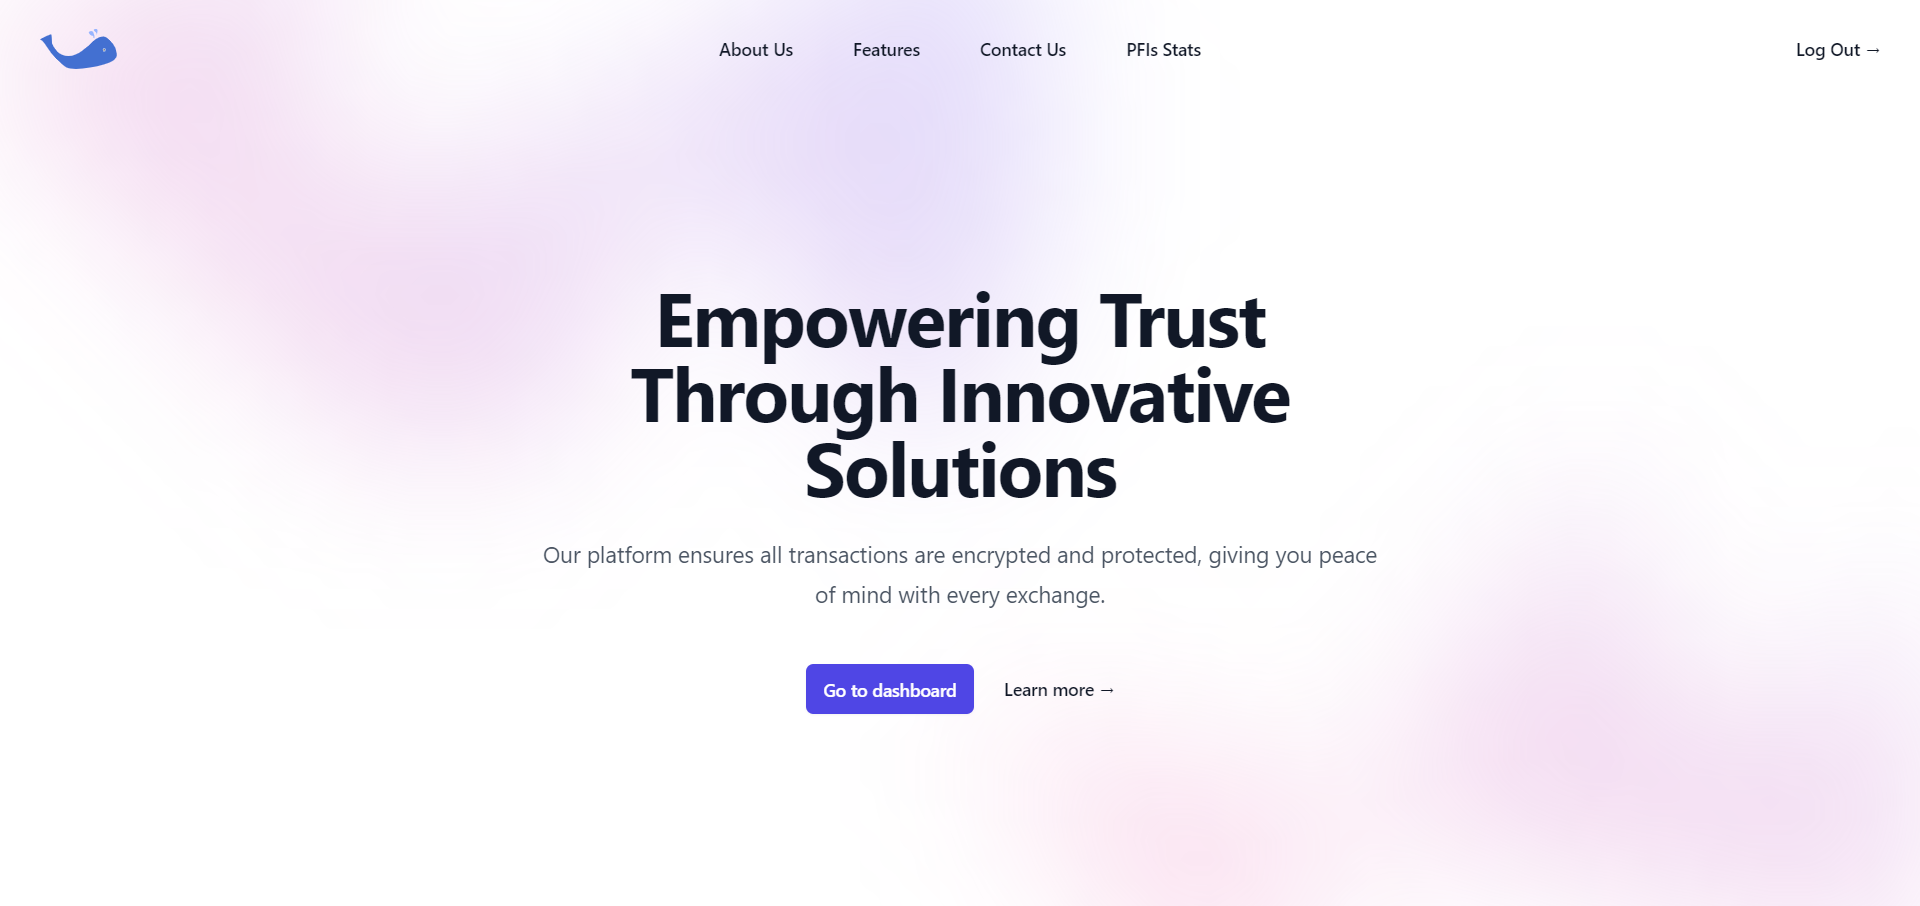 About Us
Features
Contact Us
PFIs Stats
Log Out →
Empowering Trust
Through Innovative
Solutions
Our platform ensures all transactions are encrypted and protected, giving you peace
of mind with every exchange.
Go to dashboard
Learn more →